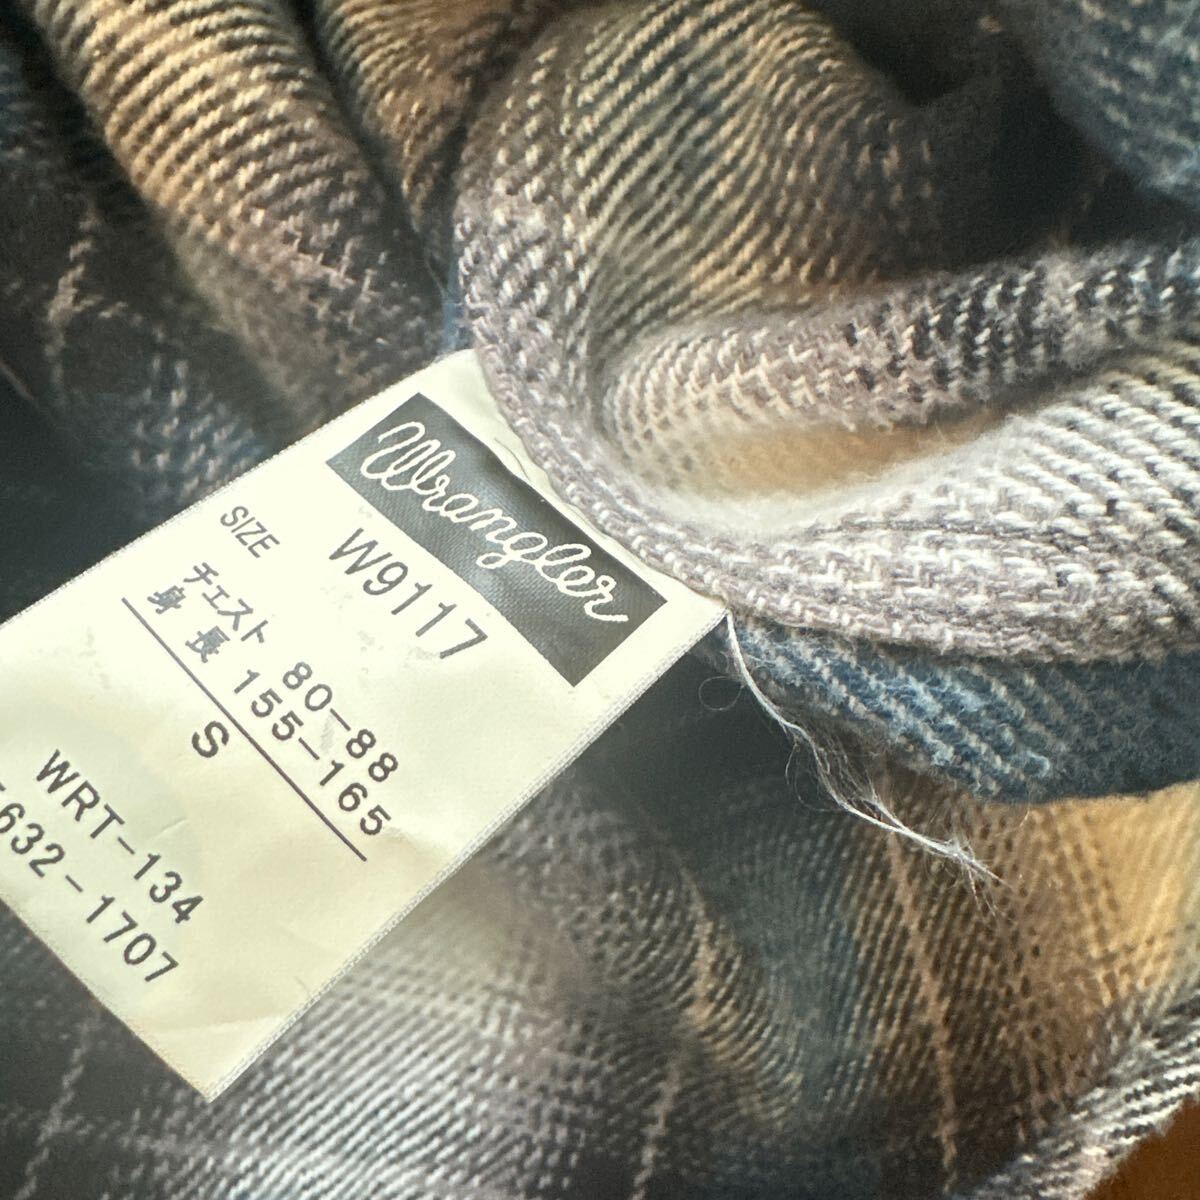 Wrangler
W9117
SIZE
チェスト 80-88
身長 155-165
S
WRT-134
632-1707